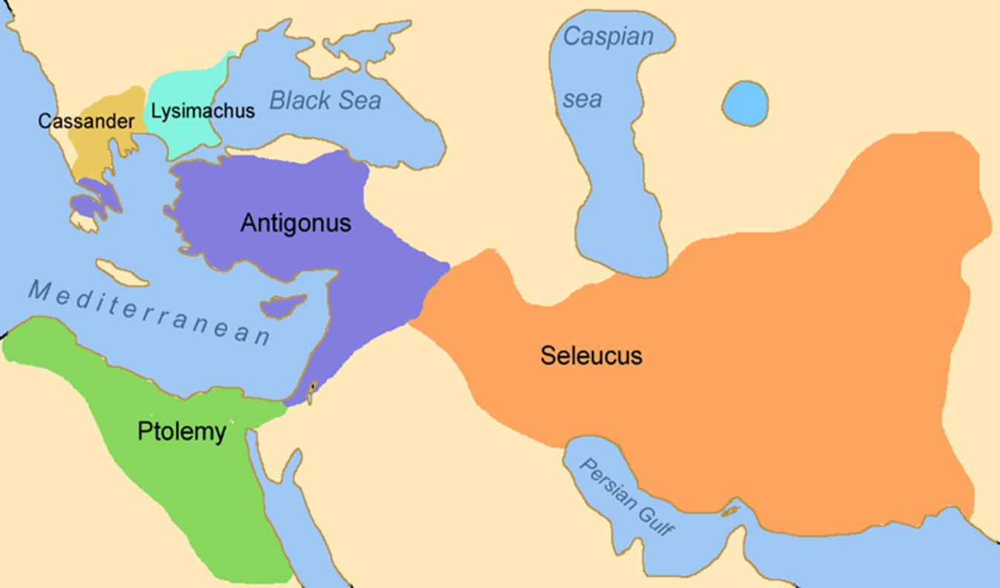 Caspian
sea
Black Sea
Lysimachus
Cassander
Antigonus
Mediterranean
Seleucus
Ptolemy
Persian Gulf